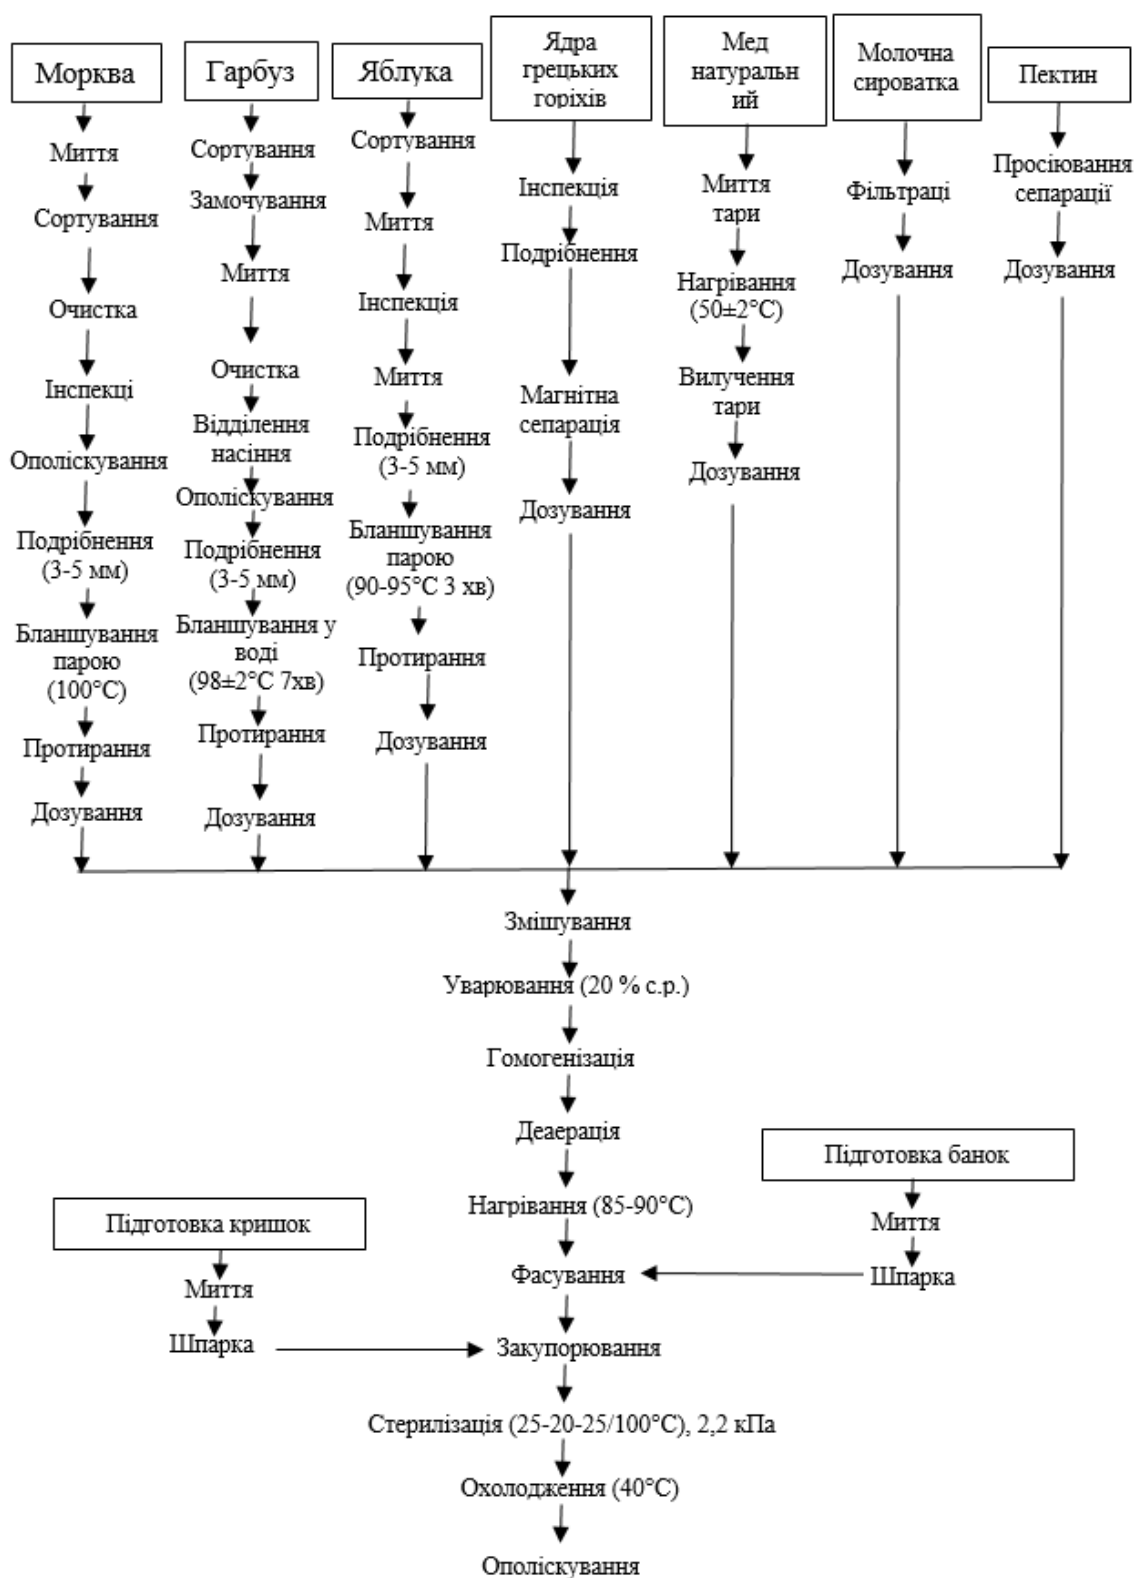 Морква
Миття
Сортування
Очистка
Інспекці
Ополіскування
Подрібнення
(3-5 мм)
Бланшування
парою
(100°C)
Протирання
Дозування
Гарбуз
Сортування
Замочування
Миття
Очистка
Відділення
насіння
Ополіскування
Подрібнення
(3-5 мм)
Бланшування у
воді
(98±2°C 7хв)
Протирання
Дозування
Яблука
Сортування
Миття
Інспекція
Миття
Подрібнення
(3-5 мм)
Бланшування
парою
(90-95°C 3 хв)
Протирання
Дозування
Ядра
грецьких
горіхів
Інспекція
Подрібнення
Магнітна
сепарація
Дозування
Мед
натуральн
ий
Миття
тари
Нагрівання
(50±2°C)
Вилучення
тари
Дозування
Молочна
сироватка
Фільтраці
Дозування
Пектин
Просіювання
сепарації
Дозування
Змішування
Уварювання (20 % с.р.)
Гомогенізація
Деаерація
Нагрівання (85-90°C)
Підготовка банок
Миття
Шпарка
Фасування
Підготовка кришок
Миття
Шпарка
Закупорювання
Стерилізація (25-20-25/100°C), 2,2 кПа
Охолодження (40°C)
Ополіскування